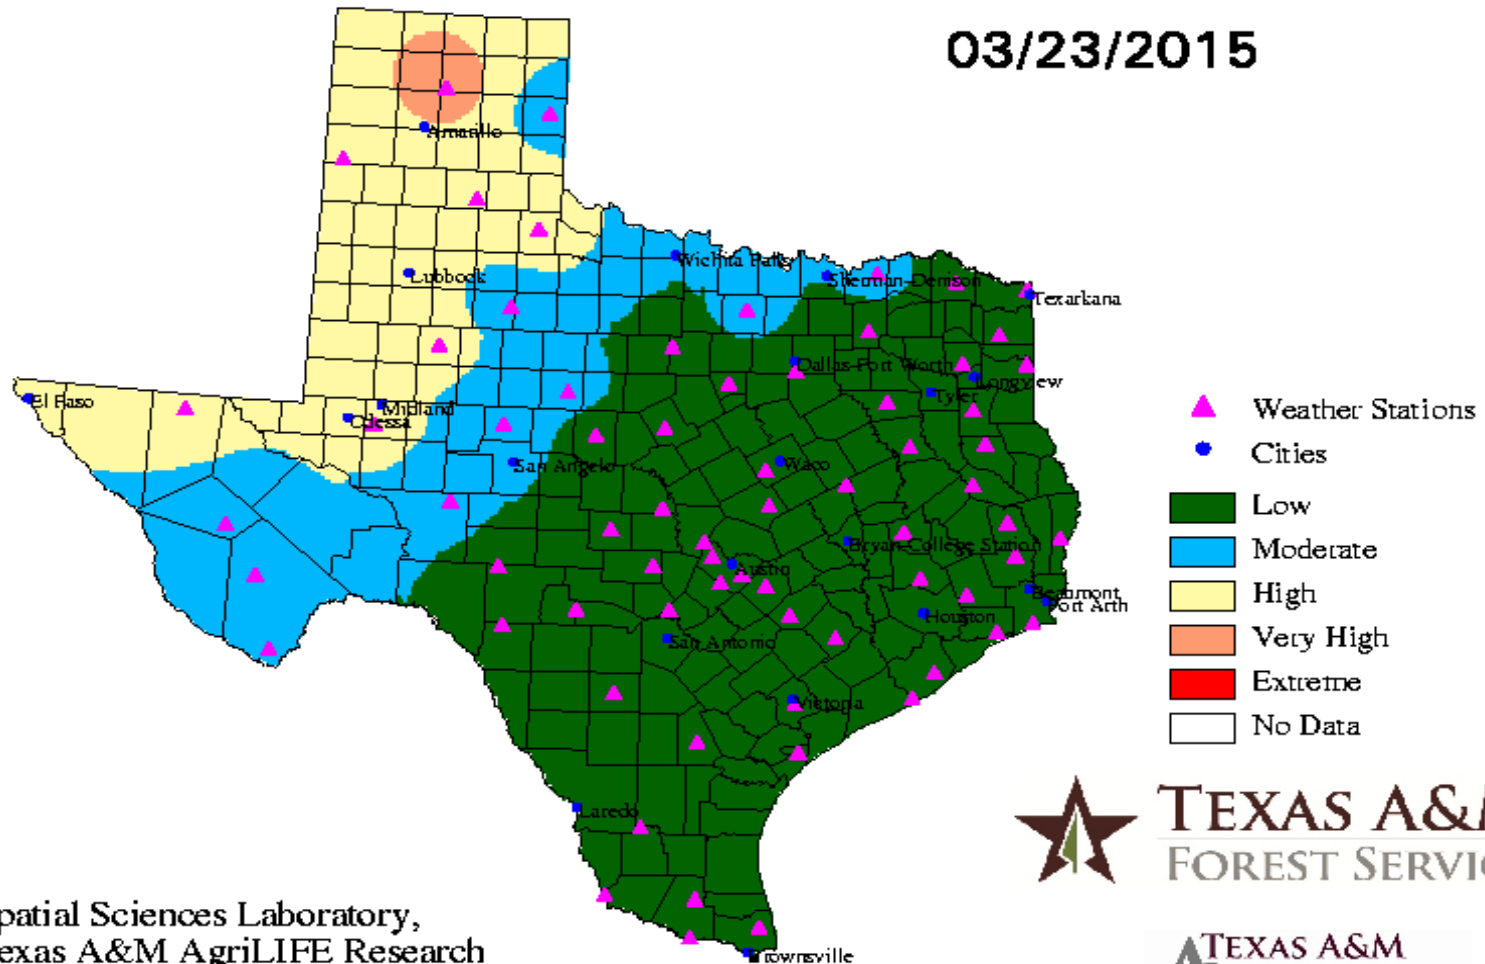 03/23/2015
Amarillo
Wichita Falls
Lubbock
Sherman-Denison
Texarkana
Dallas-Fort Worth
Longview
Tyler
El Paso
Midland
Odessa
San Angelo
Waco
Bryan-College Station
Austin
Beaumont
Port Arth
Houston
San Antonio
Victoria
Laredo
Brownsville
Weather Stations
Cities
Low
Moderate
High
Very High
Extreme
No Data
TEXAS A&M
FOREST SERVIC
patial Sciences Laboratory,
exas A&M AgriLIFE Research
TEXAS A&M